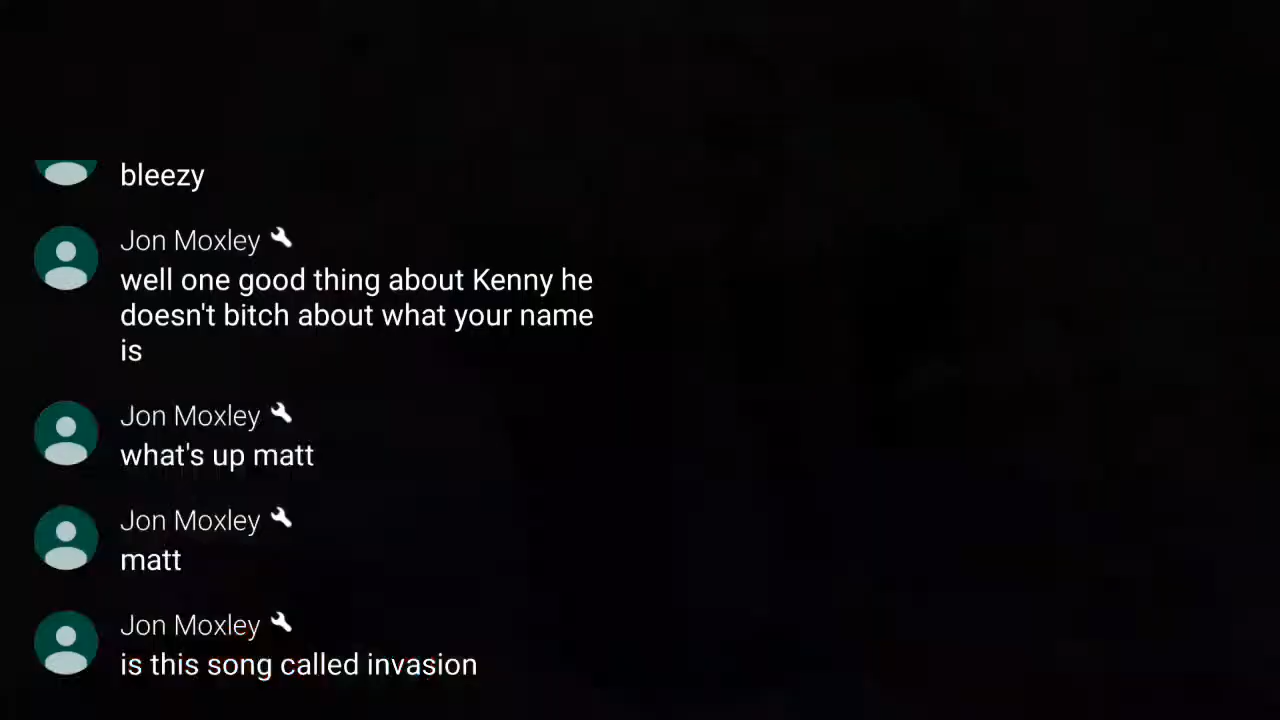 bleezy
Jon Moxley
well one good thing about Kenny he
doesn't bitch about what your name
is
Jon Moxley
what's up matt
Jon Moxley
matt
Jon Moxley
is this song called invasion